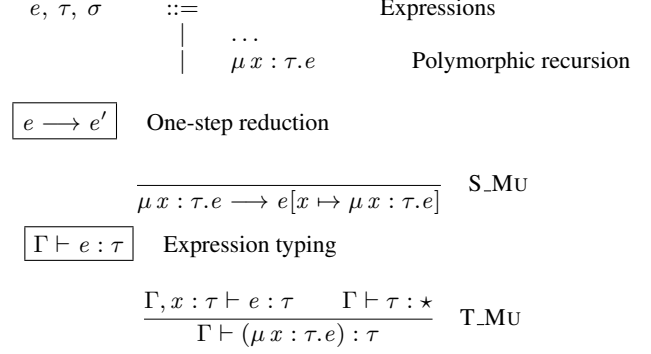 e, τ, σ ::= Expressions
| ...
| μ x : τ.e Polymorphic recursion
e ⟶ e′ One-step reduction
μ x : τ.e ⟶ e[x ↦ μ x : τ.e] S_MU
Γ ⊢ e : τ Expression typing
Γ, x : τ ⊢ e : τ Γ ⊢ τ : ⋆
Γ ⊢ (μ x : τ.e) : τ T_MU